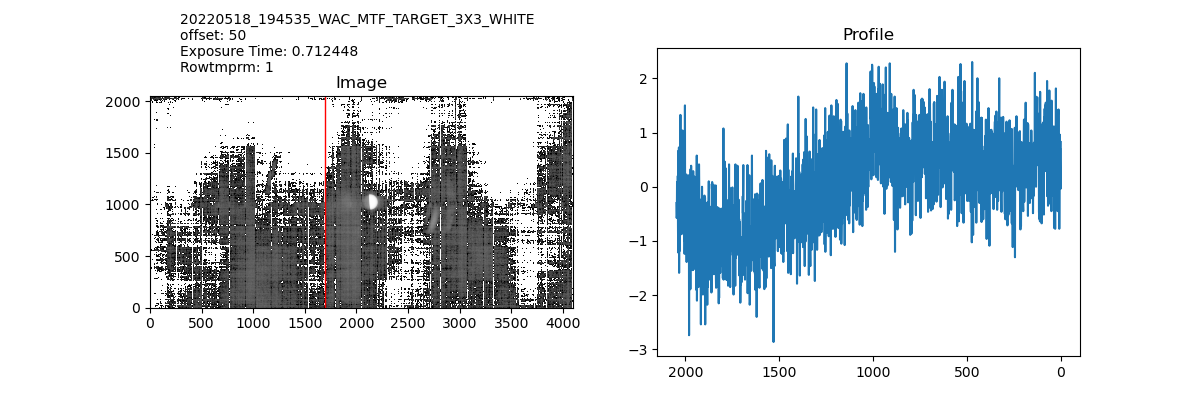 20220518_194535_WAC_MTF_TARGET_3X3_WHITE
offset: 50
Exposure Time: 0.712448
Rowtmprm: 1
Image
2000
1500
1000
500
0
0 500 1000 1500 2000 2500 3000 3500 4000
Profile
2
1
0
−1
−2
−3
2000 1500 1000 500 0